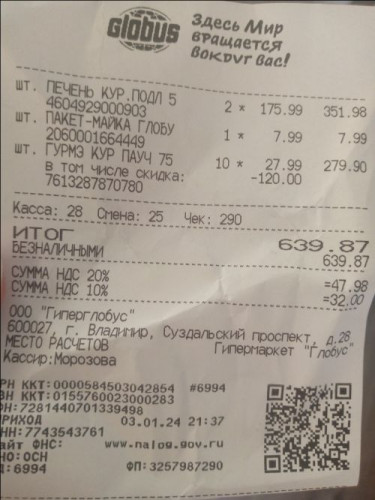 Globus
Здесь Мир
вращается
вокруг вас!
шт. ПЕЧЕНЬ КУР.ПОДЛ 5
4604929000903 2 * 175.99 351.98
шт. ПАКЕТ-МАЙКА ГЛОБУ
2060001664449 1 * 7.99 7.99
шт. ГУРМЭ КУР ПАУЧ 75
10 * 27.99 279.90
в том числе скидка: -120.00
7613287870780
Касса: 28 Смена: 25 Чек: 290
ИТОГ 639.87
БЕЗНАЛИЧНЫМИ 639.87
СУММА НДС 20% =47.98
СУММА НДС 10% =32.00
ООО "Гиперглобус"
600027, г. Владимир, Суздальский проспект, д.28
МЕСТО РАСЧЕТОВ Гипермаркет "Глобус"
Кассир:Морозова
РН ККТ:0000584503042854 #6994
ЗН ККТ:0155760023000283
ФН:7281440701339498
ПРИХОД 03.01.24 21:37
ИНН:7743543761
Сайт ФНС: www.nalog.gov.ru
СНО:ОСН
ФД:6994 ФП:3257987290